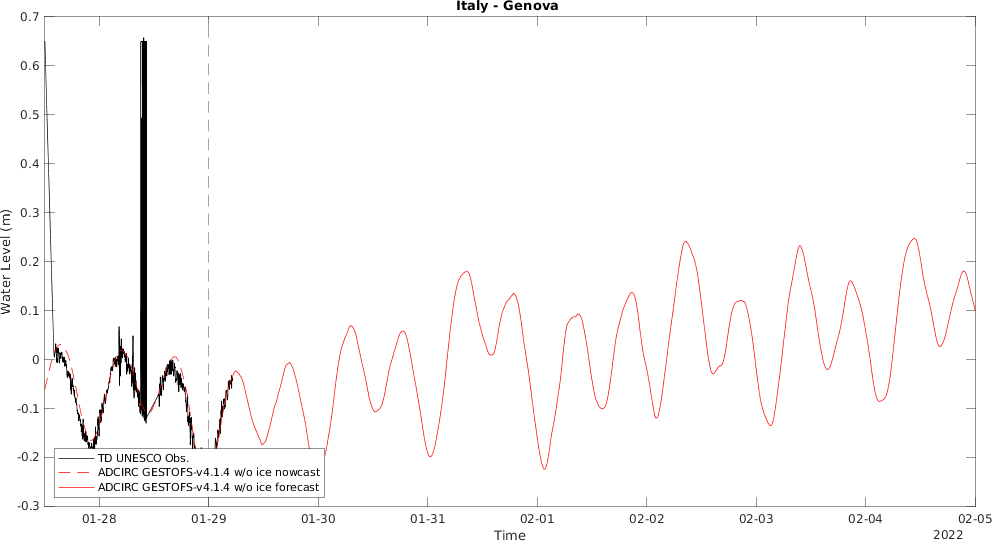 Italy - Genova
Water Level (m)
0.7
0.6
0.5
0.4
0.3
0.2
0.1
0
-0.1
-0.2
-0.3
TD UNESCO Obs.
ADCIRC GESTOFS-v4.1.4 w/o ice nowcast
ADCIRC GESTOFS-v4.1.4 w/o ice forecast
01-28 01-29 01-30 01-31 02-01 02-02 02-03 02-04 02-05
Time
2022